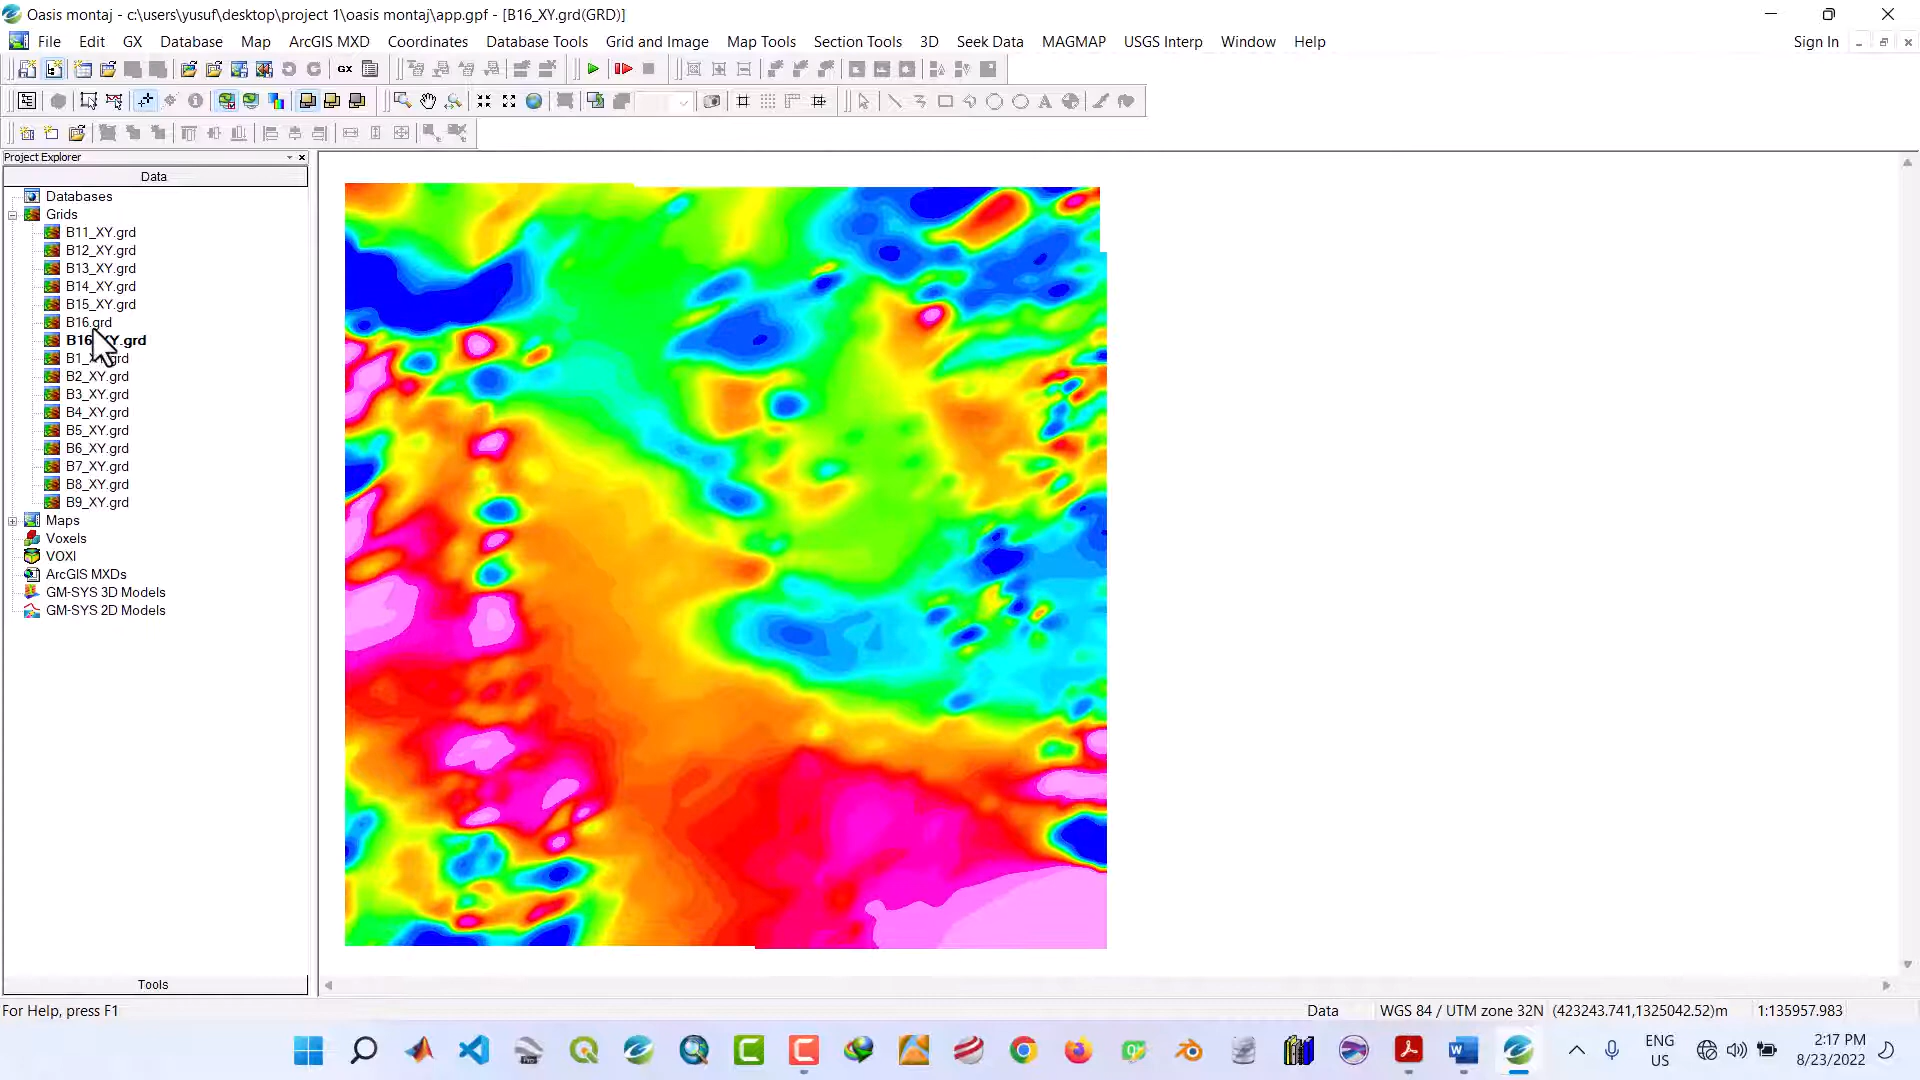 Oasis montaj - c:\users\yusuf\desktop\project 1\oasis montaj\app.gpf - [B16_XY.grd(GRD)]
File Edit GX Database Map ArcGIS MXD Coordinates Database Tools Grid and Image Map Tools Section Tools 3D Seek Data MAGMAP USGS Interp Window Help Sign In
GX
Project Explorer
Data
Databases
Grids
B11_XY.grd
B12_XY.grd
B13_XY.grd
B14_XY.grd
B15_XY.grd
B16.grd
B16_XY.grd
B1_XY.grd
B2_XY.grd
B3_XY.grd
B4_XY.grd
B5_XY.grd
B6_XY.grd
B7_XY.grd
B8_XY.grd
B9_XY.grd
Maps
Voxels
VOXI
ArcGIS MXDs
GM-SYS 3D Models
GM-SYS 2D Models
Tools
For Help, press F1 Data WGS 84 / UTM zone 32N (423243.741,1325042.52)m 1:135957.983
ENG
US
2:17 PM
8/23/2022